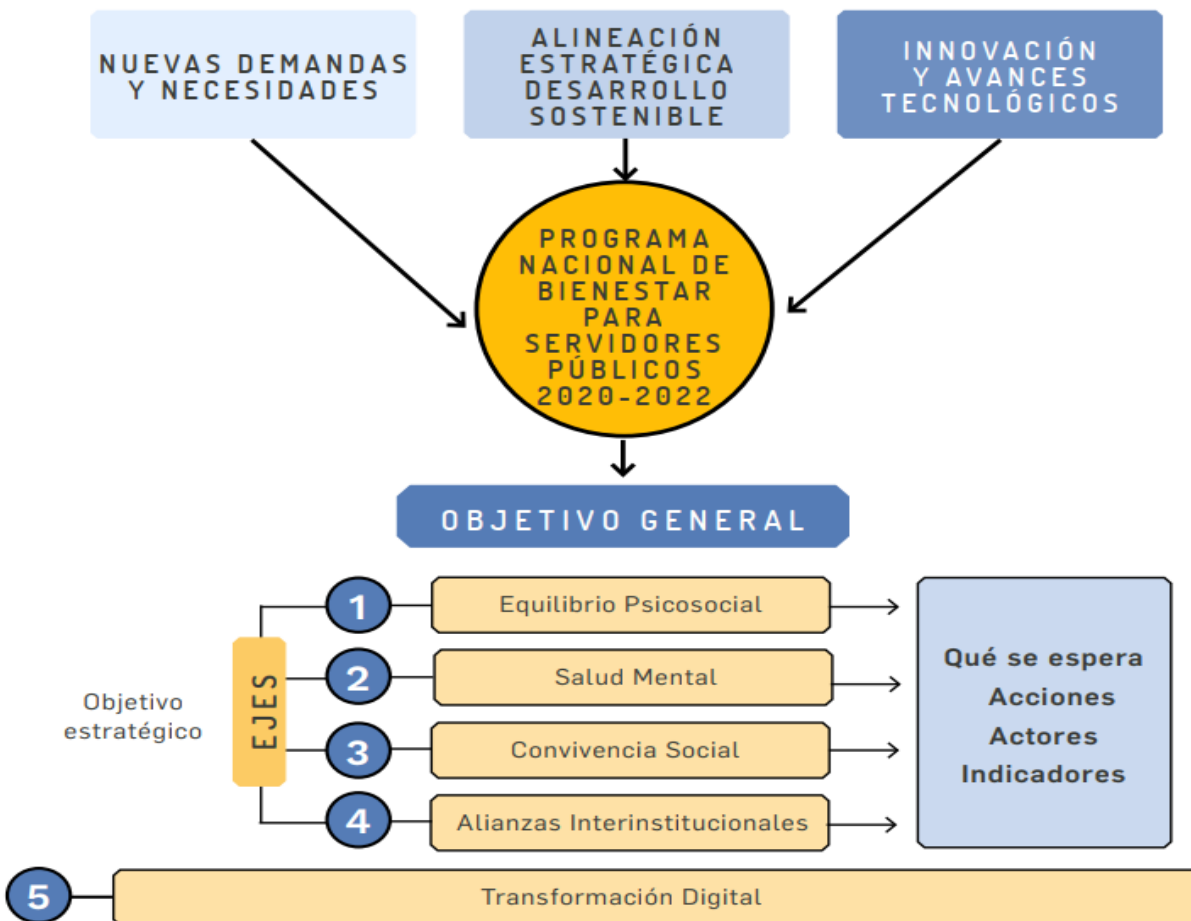 NUEVAS DEMANDAS
Y NECESIDADES
ALINEACIÓN
ESTRATÉGICA
DESARROLLO
SOSTENIBLE
INNOVACIÓN
Y AVANCES
TECNOLÓGICOS
PROGRAMA
NACIONAL DE
BIENESTAR
PARA
SERVIDORES
PÚBLICOS
2020-2022
OBJETIVO GENERAL
Objetivo
estratégico
EJES
1
Equilibrio Psicosocial
2
Salud Mental
3
Convivencia Social
4
Alianzas Interinstitucionales
Qué se espera
Acciones
Actores
Indicadores
5
Transformación Digital